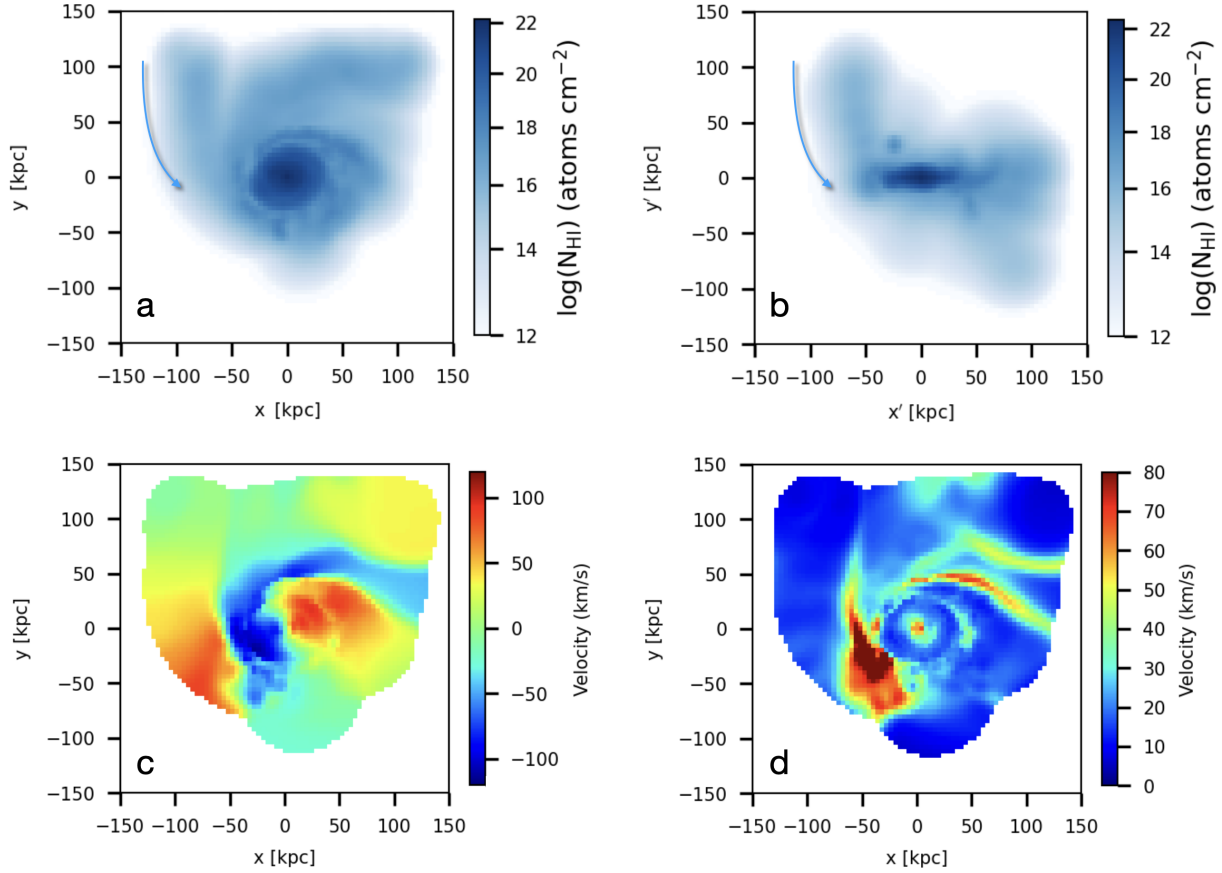 150
100
50
0
−50
−100
−150
y [kpc]
−150 −100 −50 0 50 100 150
x [kpc]
a
22
20
18
16
14
12
log(N_HI) (atoms cm⁻²)
150
100
50
0
−50
−100
−150
y′ [kpc]
−150 −100 −50 0 50 100 150
x′ [kpc]
b
22
20
18
16
14
12
log(N_HI) (atoms cm⁻²)
150
100
50
0
−50
−100
−150
y [kpc]
−150 −100 −50 0 50 100 150
x [kpc]
c
100
50
0
−50
−100
Velocity (km/s)
150
100
50
0
−50
−100
−150
y [kpc]
−150 −100 −50 0 50 100 150
x [kpc]
d
80
70
60
50
40
30
20
10
0
Velocity (km/s)